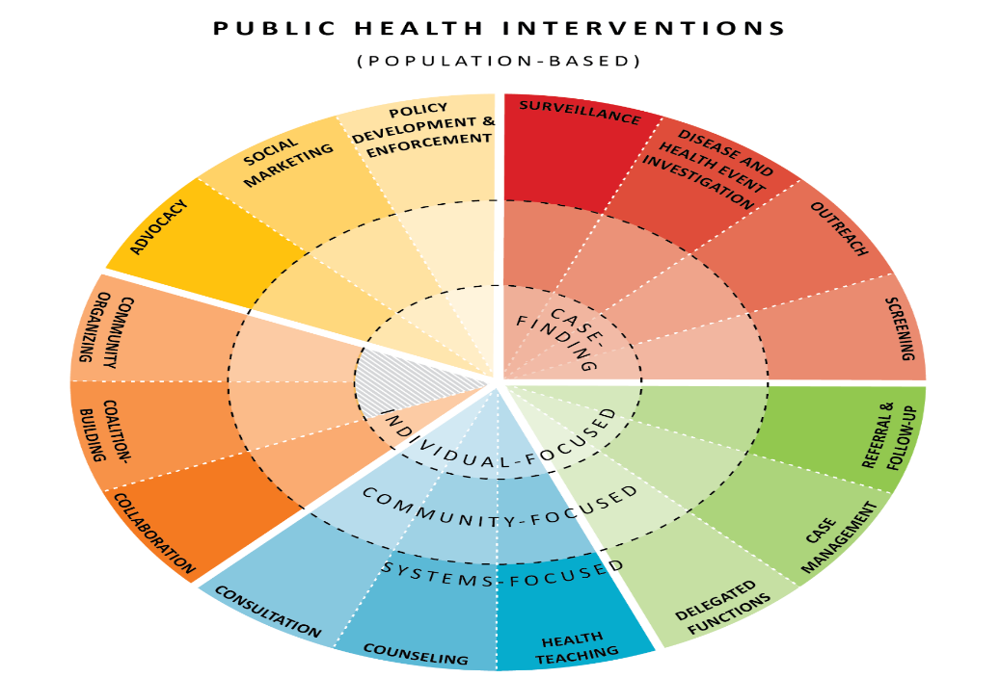 PUBLIC HEALTH INTERVENTIONS
(POPULATION-BASED)
SURVEILLANCE
DISEASE AND
HEALTH EVENT
INVESTIGATION
OUTREACH
SCREENING
CASE-
FINDING
REFERRAL &
FOLLOW-UP
CASE
MANAGEMENT
DELEGATED
FUNCTIONS
HEALTH
TEACHING
COUNSELING
CONSULTATION
COLLABORATION
COALITION-
BUILDING
COMMUNITY
ORGANIZING
ADVOCACY
SOCIAL
MARKETING
POLICY
DEVELOPMENT &
ENFORCEMENT
INDIVIDUAL-FOCUSED
COMMUNITY-FOCUSED
SYSTEMS-FOCUSED